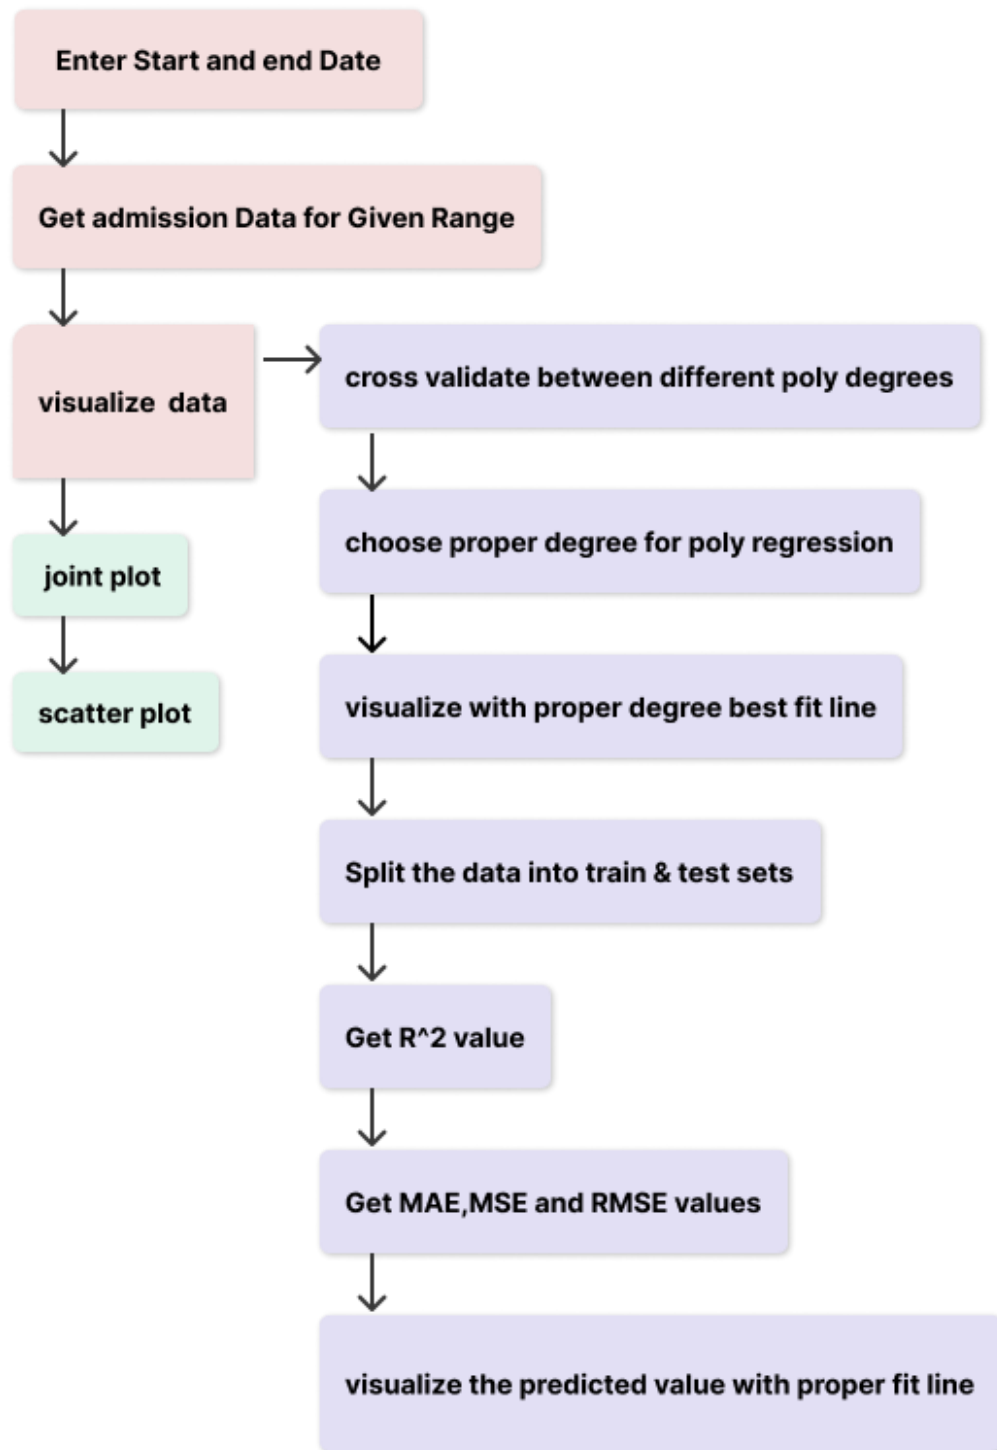 Enter Start and end Date
Get admission Data for Given Range
visualize data
joint plot
scatter plot
cross validate between different poly degrees
choose proper degree for poly regression
visualize with proper degree best fit line
Split the data into train & test sets
Get R^2 value
Get MAE,MSE and RMSE values
visualize the predicted value with proper fit line